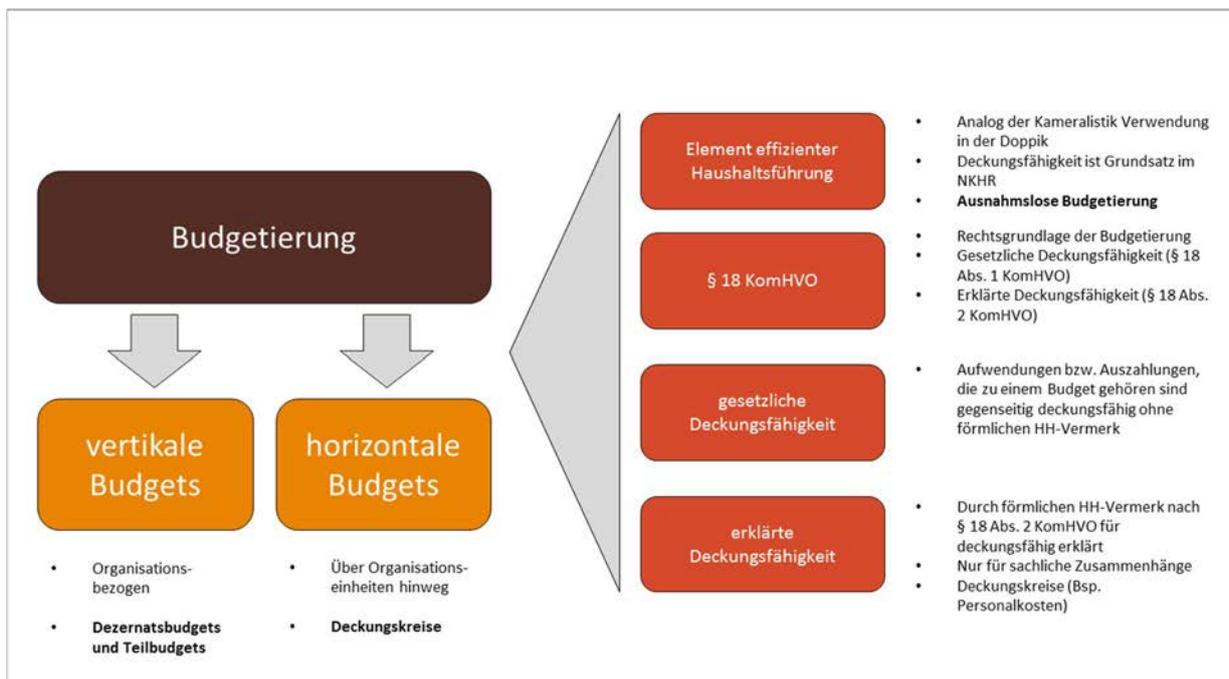 Budgetierung
vertikale
Budgets
• Organisations-
bezogen
• Dezernatsbudgets
und Teilbudgets
horizontale
Budgets
• Über Organisations-
einheiten hinweg
• Deckungskreise
Element effizienter
Haushaltsführung
• Analog der Kameralistik Verwendung
in der Doppik
• Deckungsfähigkeit ist Grundsatz im
NKHR
• Ausnahmslose Budgetierung
§ 18 KomHVO
• Rechtsgrundlage der Budgetierung
• Gesetzliche Deckungsfähigkeit (§ 18
Abs. 1 KomHVO)
• Erklärte Deckungsfähigkeit (§ 18 Abs.
2 KomHVO)
gesetzliche
Deckungsfähigkeit
• Aufwendungen bzw. Auszahlungen,
die zu einem Budget gehören sind
gegenseitig deckungsfähig ohne
förmlichen HH-Vermerk
erklärte
Deckungsfähigkeit
• Durch förmlichen HH-Vermerk nach
§ 18 Abs. 2 KomHVO für
deckungsfähig erklärt
• Nur für sachliche Zusammenhänge
• Deckungskreise (Bsp.
Personalkosten)